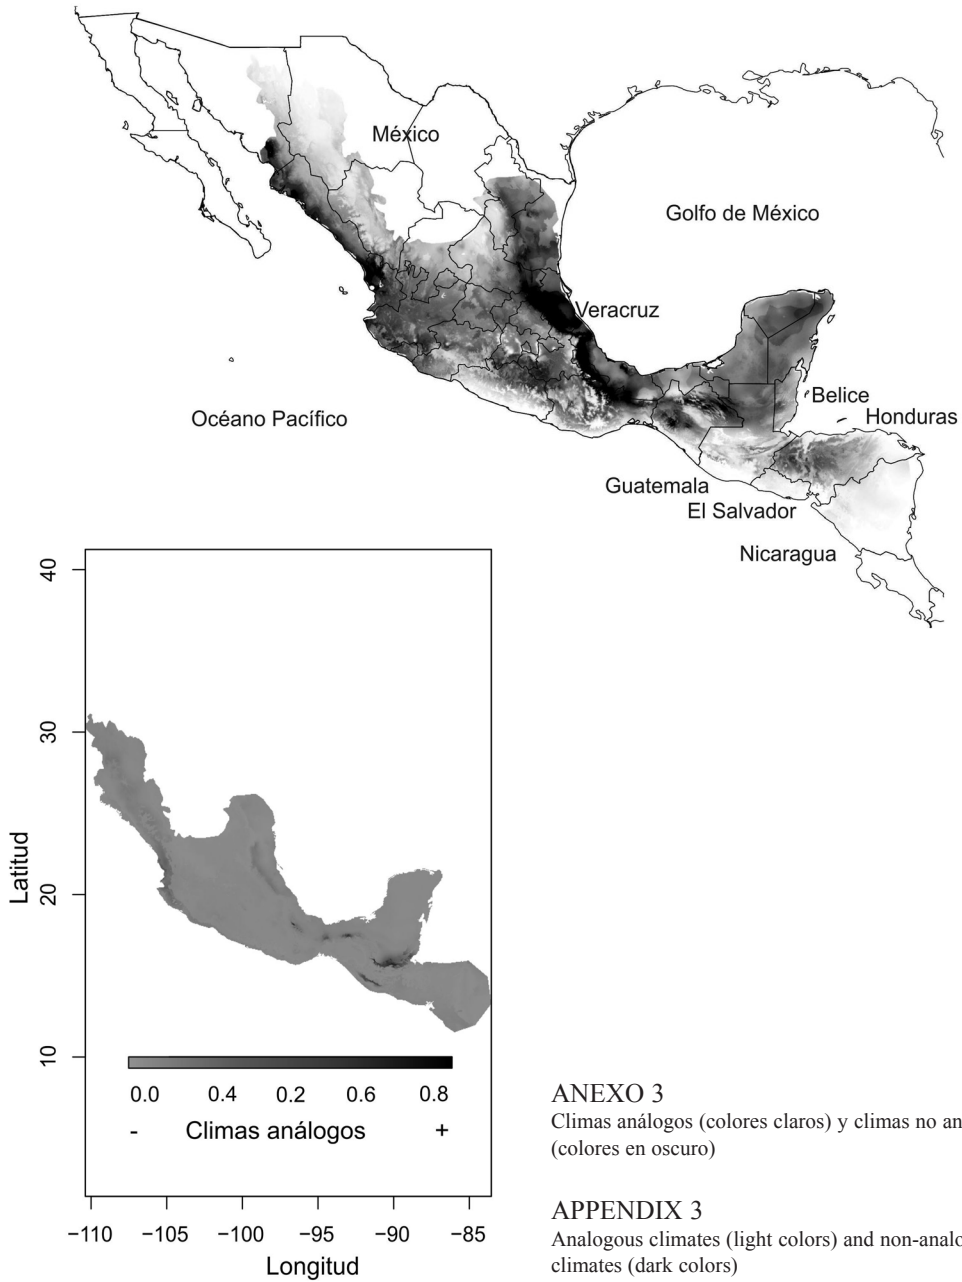 México
Golfo de México
Veracruz
Belice
Océano Pacífico
Honduras
Guatemala
El Salvador
Nicaragua
40
30
20
10
Latitud
0.0 0.4 0.2 0.6 0.8
- Climas análogos +
−110 −105 −100 −95 −90 −85
Longitud
ANEXO 3
Climas análogos (colores claros) y climas no
(colores en oscuro)
APPENDIX 3
Analogous climates (light colors) and
climates (dark colors)